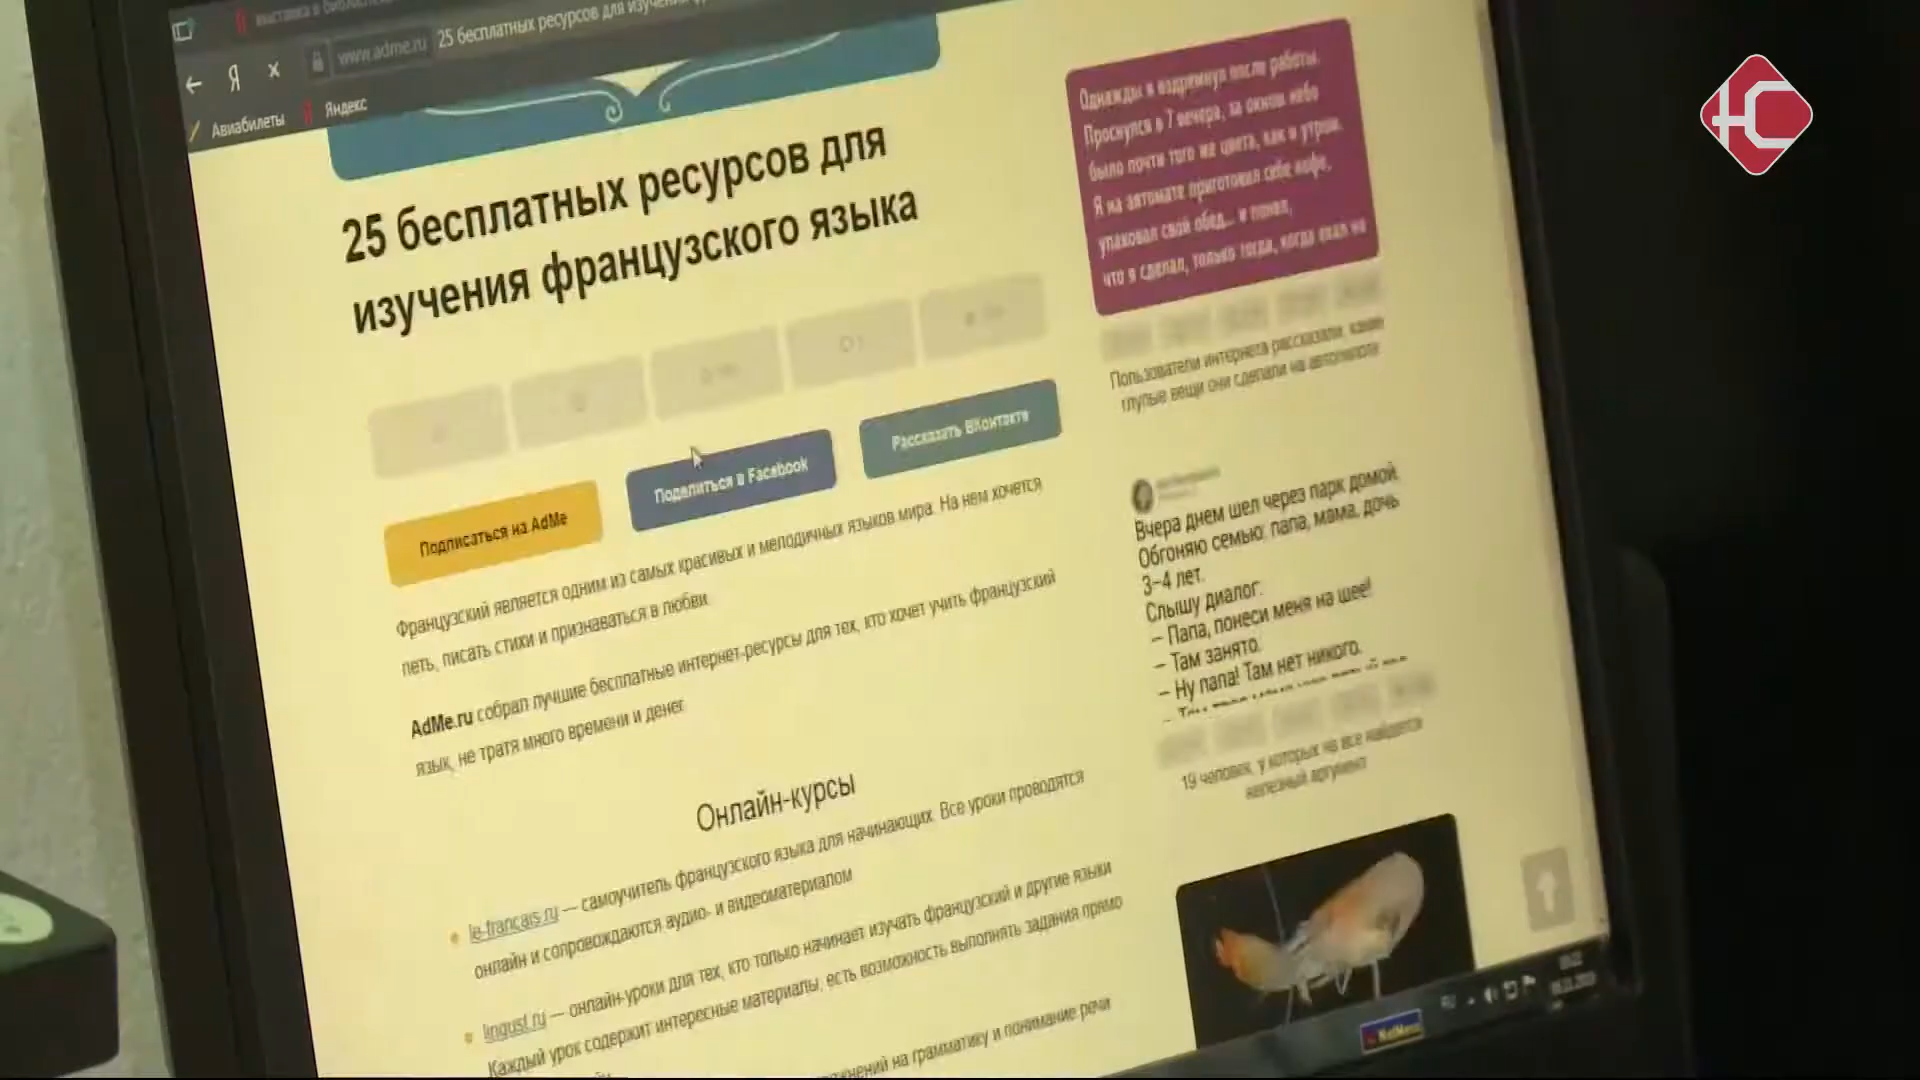 выставка в библиотеке
www.adme.ru 25 бесплатных ресурсов для изучения
Авиабилеты Яндекс
25 бесплатных ресурсов для
изучения французского языка
Подписаться на AdMe
Поделиться в Facebook
Рассказать ВКонтакте
Французский является одним из самых красивых и мелодичных языков мира. На нем хочется
петь, писать стихи и признаваться в любви.
AdMe.ru собрал лучшие бесплатные интернет-ресурсы для тех, кто хочет учить французский
язык, не тратя много времени и денег.
Онлайн-курсы
le-francais.ru — самоучитель французского языка для начинающих. Все уроки проводятся
онлайн и сопровождаются аудио- и видеоматериалом
lingust.ru — онлайн-уроки для тех, кто только начинает изучать французский и другие языки
Каждый урок содержит интересные материалы, есть возможность выполнять задания прямо
на грамматику и понимание речи
Однажды я вздремнул после работы.
Проснулся в 7 вечера, за окном небо
было почти того же цвета, как и утром.
Я на автомате приготовил себе кофе,
упаковал свой обед... и понял,
что я сделал, только тогда, когда ехал на
Пользователи интернета рассказали, какие
глупые вещи они сделали на автопилоте
Вчера днем шел через парк домой.
Обгоняю семью: папа, мама, дочь
3–4 лет.
Слышу диалог:
– Папа, понеси меня на шее!
– Там занято.
– Ну папа! Там нет никого.
19 человек, у которых на все найдется
железный аргумент
RU
NetMenu